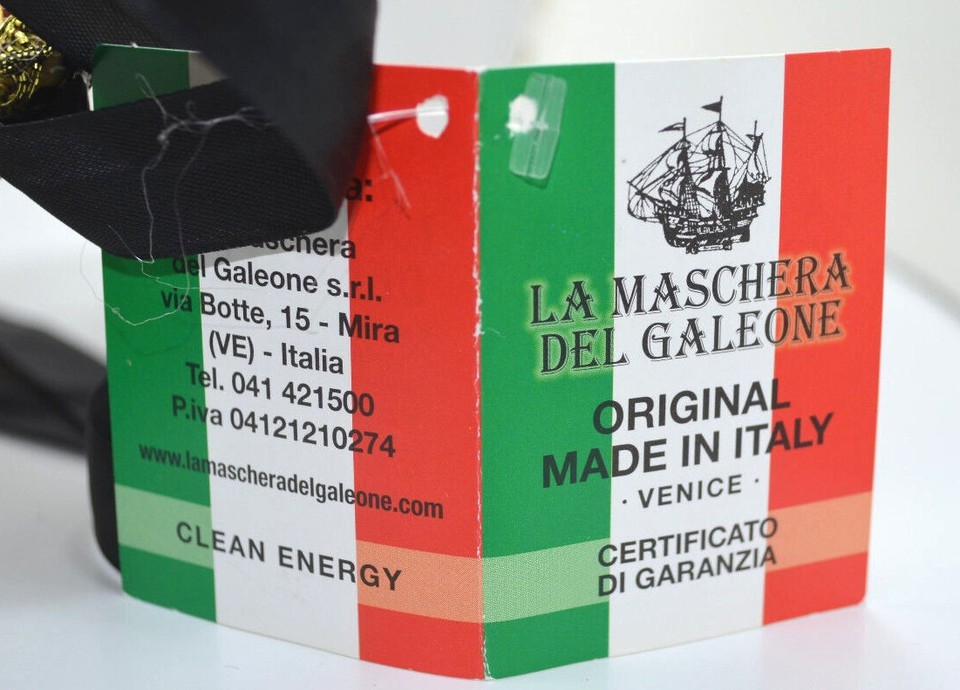 a:
aschera
del Galeone s.r.l.
via Botte, 15 - Mira
(VE) - Italia
Tel. 041 421500
P.iva 04121210274
www.lamascheradelgaleone.com
CLEAN ENERGY
LA MASCHERA
DEL GALEONE
ORIGINAL
MADE IN ITALY
· VENICE ·
CERTIFICATO
DI GARANZIA